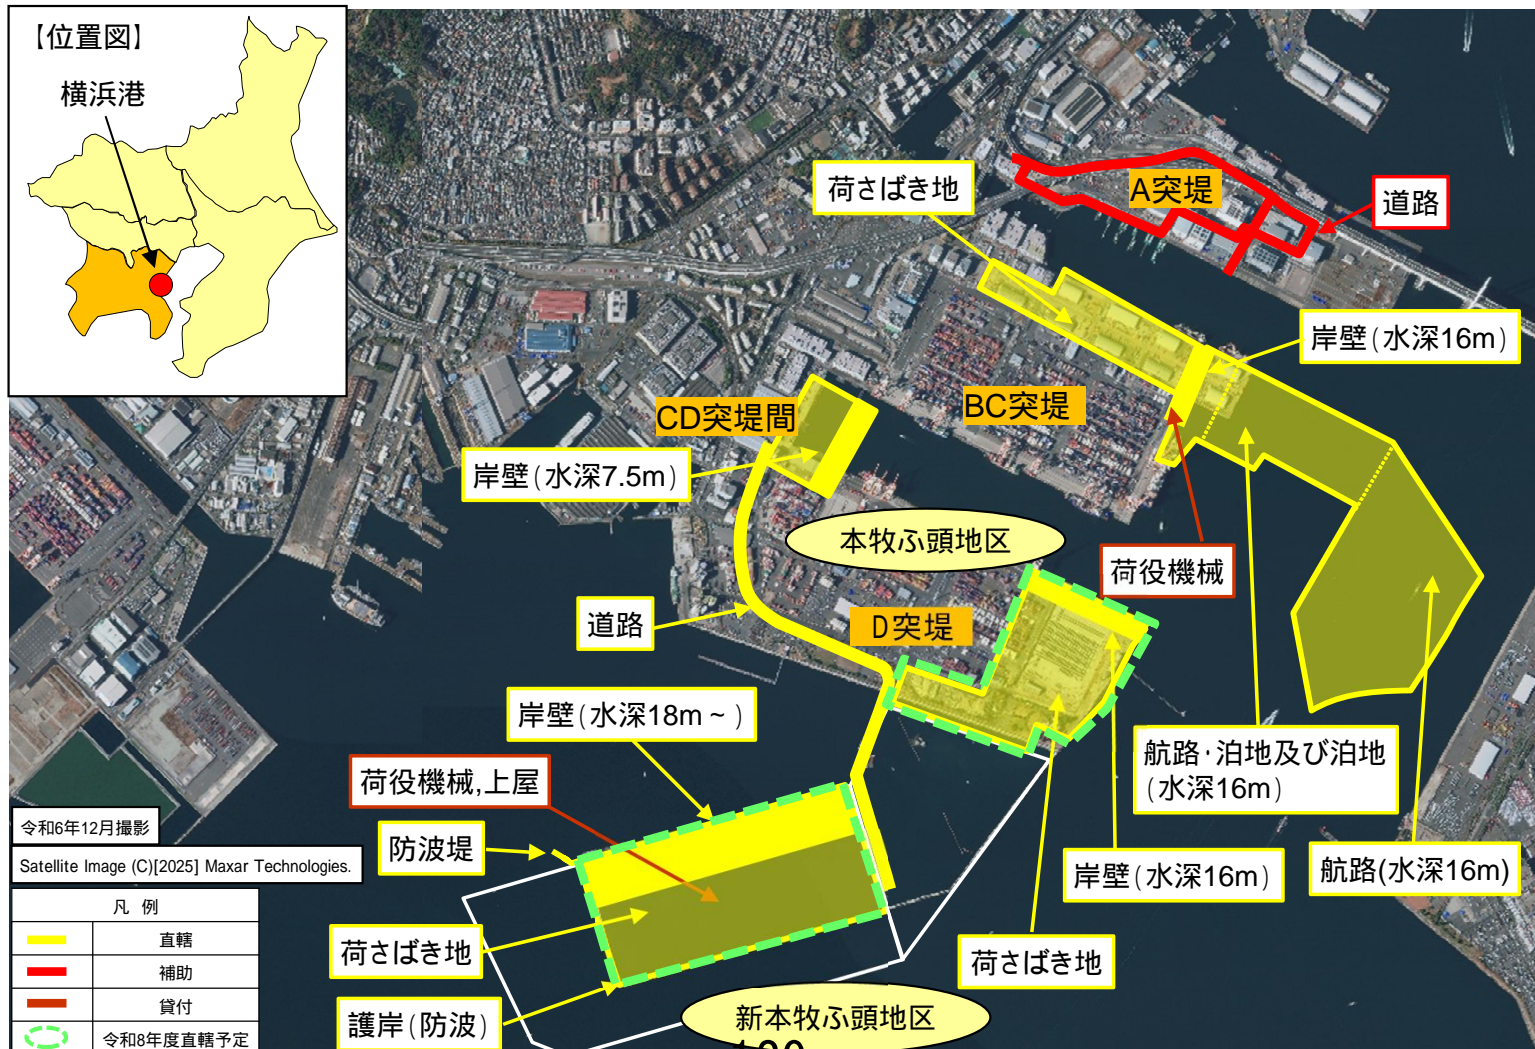 【位置図】
横浜港
荷さばき地
A突堤
道路
岸壁(水深16m)
CD突堤間
BC突堤
岸壁(水深7.5m)
本牧ふ頭地区
荷役機械
道路
D突堤
岸壁(水深18m~)
航路・泊地及び泊地
(水深16m)
荷役機械,上屋
令和6年12月撮影
防波堤
Satellite Image (C)[2025] Maxar Technologies.
岸壁(水深16m)
航路(水深16m)
凡 例
直轄
補助
貸付
令和8年度直轄予定
荷さばき地
荷さばき地
護岸(防波)
新本牧ふ頭地区